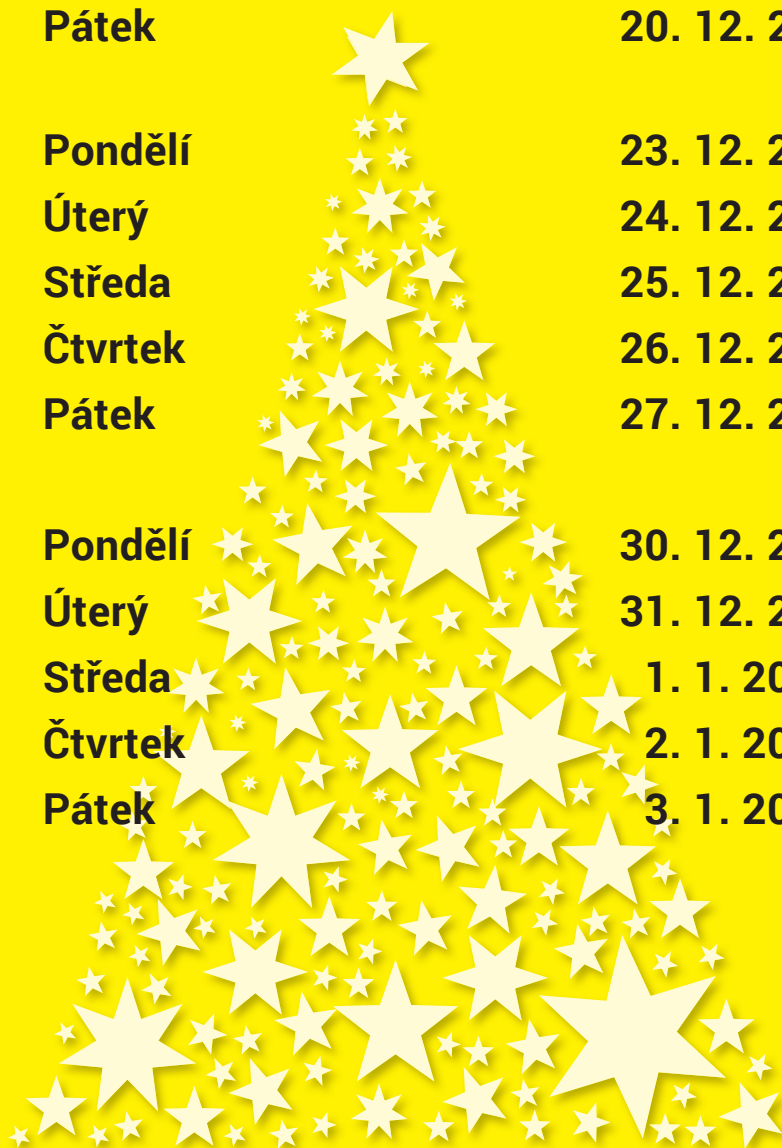 Pátek 20. 12. 2
Pondělí 23. 12. 2
Úterý 24. 12. 2
Středa 25. 12. 2
Čtvrtek 26. 12. 2
Pátek 27. 12. 2
Pondělí 30. 12. 2
Úterý 31. 12. 2
Středa 1. 1. 20
Čtvrtek 2. 1. 20
Pátek 3. 1. 20